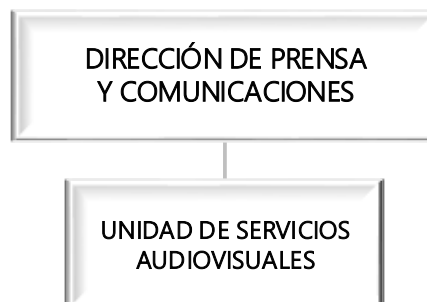 DIRECCIÓN DE PRENSA
Y COMUNICACIONES
UNIDAD DE SERVICIOS
AUDIOVISUALES